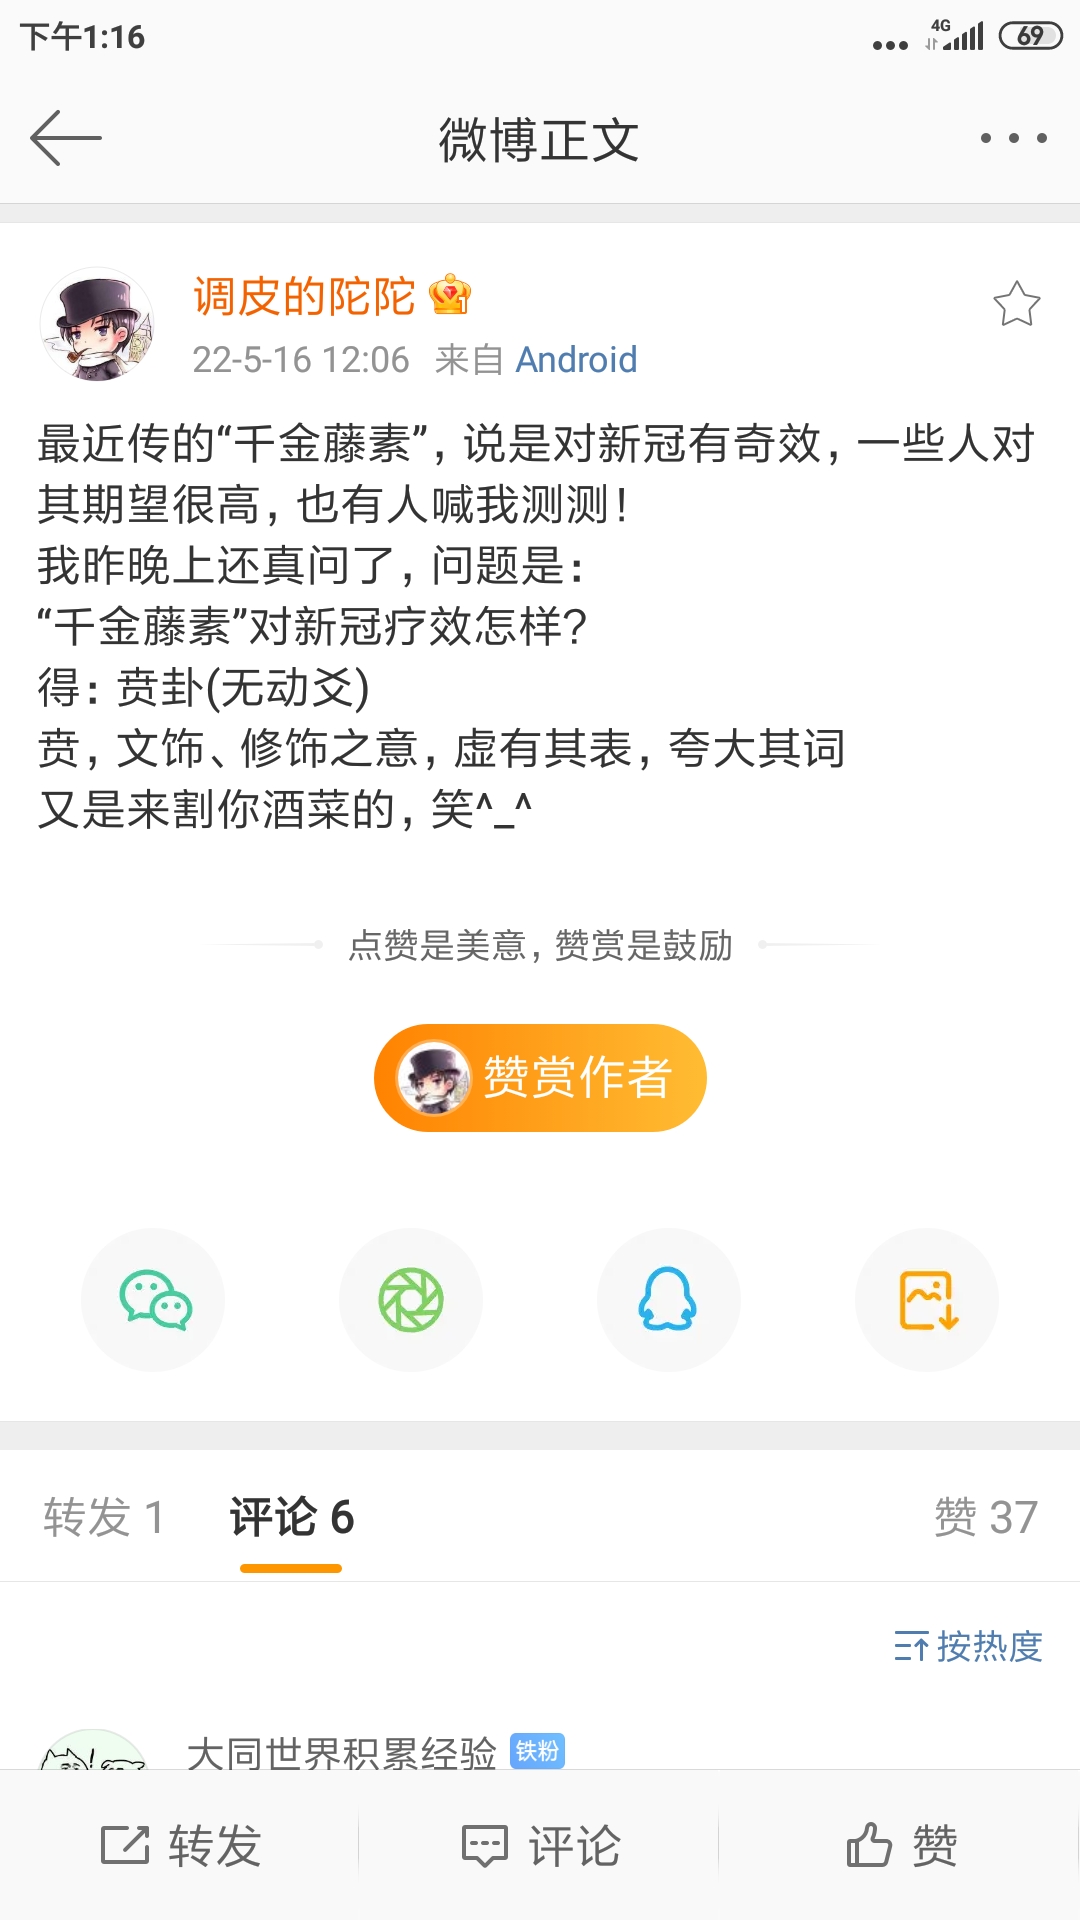 下午1:16
4G
69
微博正文
调皮的陀陀
22-5-16 12:06 来自 Android
最近传的“千金藤素”，说是对新冠有奇效，一些人对
其期望很高，也有人喊我测测！
我昨晚上还真问了，问题是：
“千金藤素”对新冠疗效怎样？
得：贲卦(无动爻)
贲，文饰、修饰之意，虚有其表，夸大其词
又是来割你酒菜的，笑^_^
点赞是美意，赞赏是鼓励
赞赏作者
转发 1
评论 6
赞 37
按热度
大同世界积累经验 铁粉
转发
评论
赞